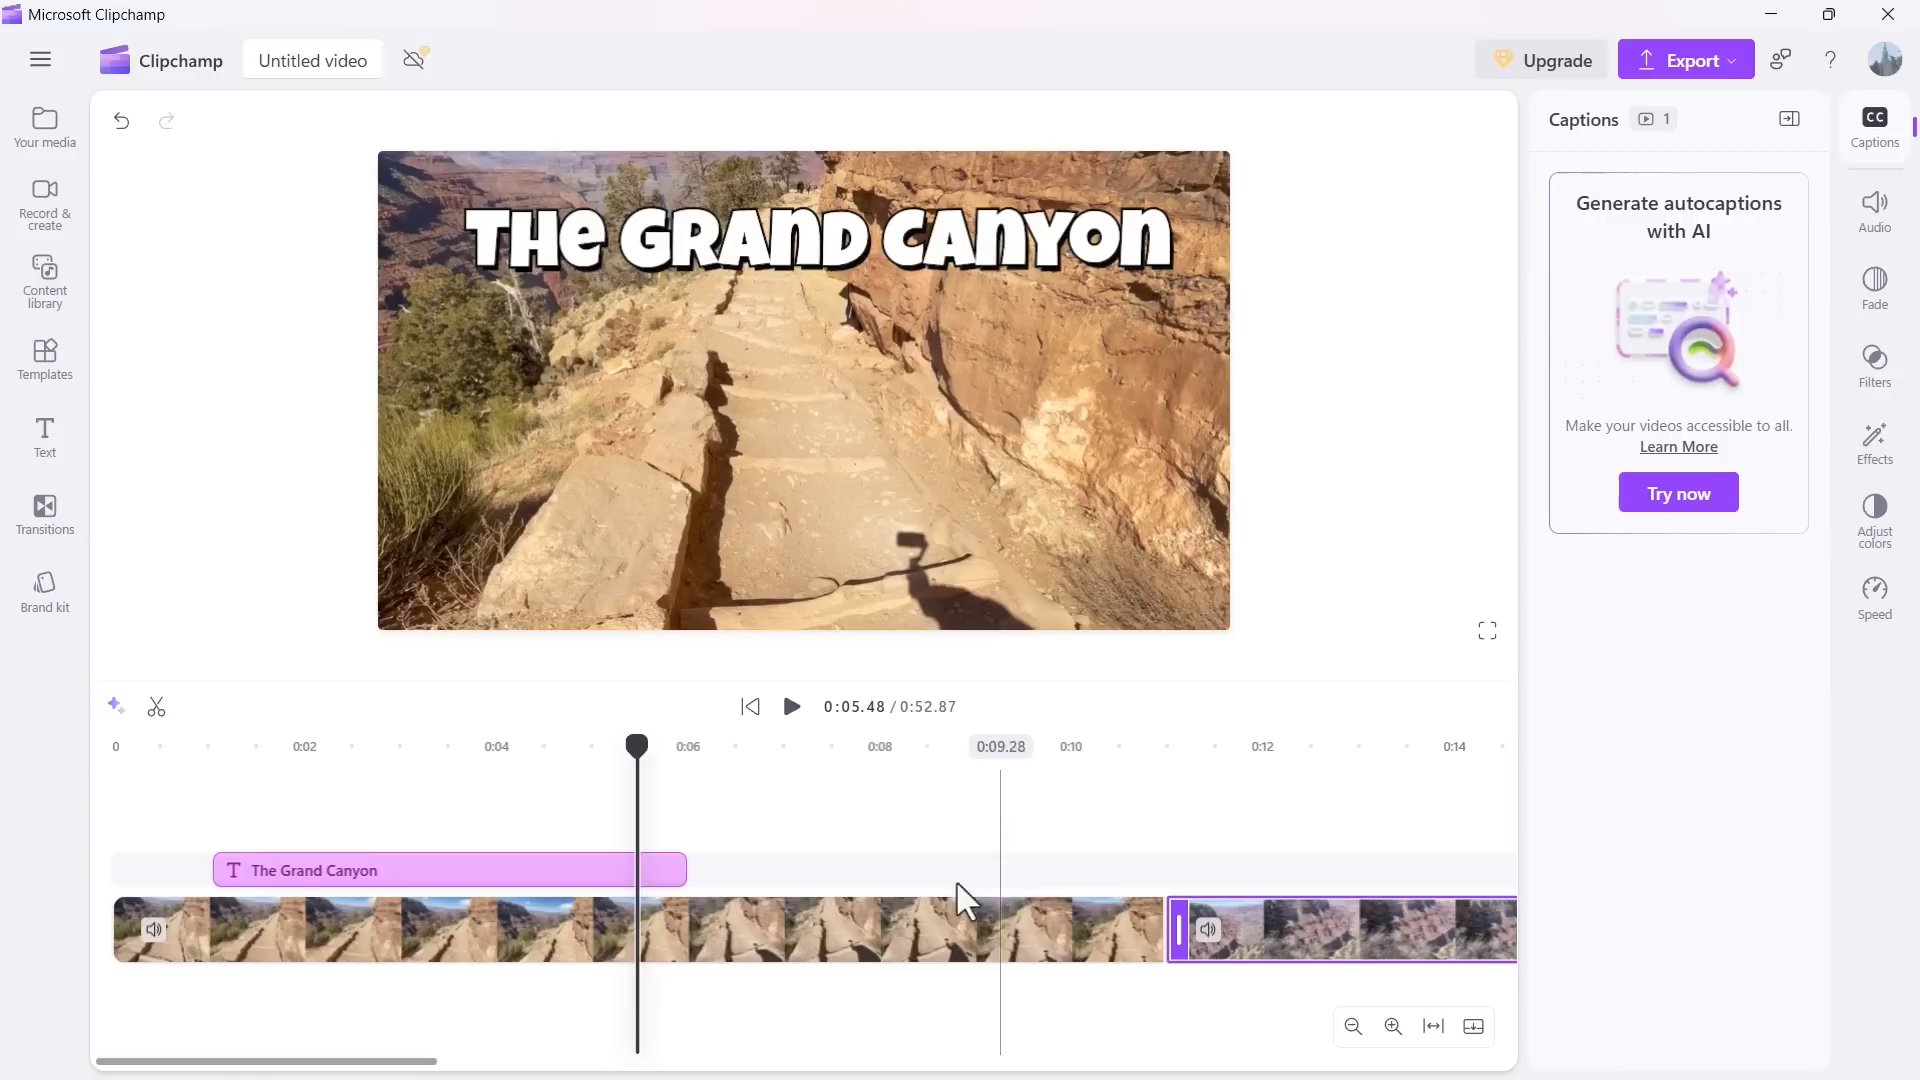 Microsoft Clipchamp
Clipchamp
Untitled video
Upgrade
Export
?
Your media
Record &
create
Content
library
Templates
Text
Transitions
Brand kit
THe GRAnD CAnYOn
Captions
1
Generate autocaptions
with AI
Make your videos accessible to all.
Learn More
Try now
CC
Captions
Audio
Fade
Filters
Effects
Adjust
colors
Speed
0:05.48 / 0:52.87
0
0:02
0:04
0:06
0:08
0:09.28
0:10
0:12
0:14
T The Grand Canyon